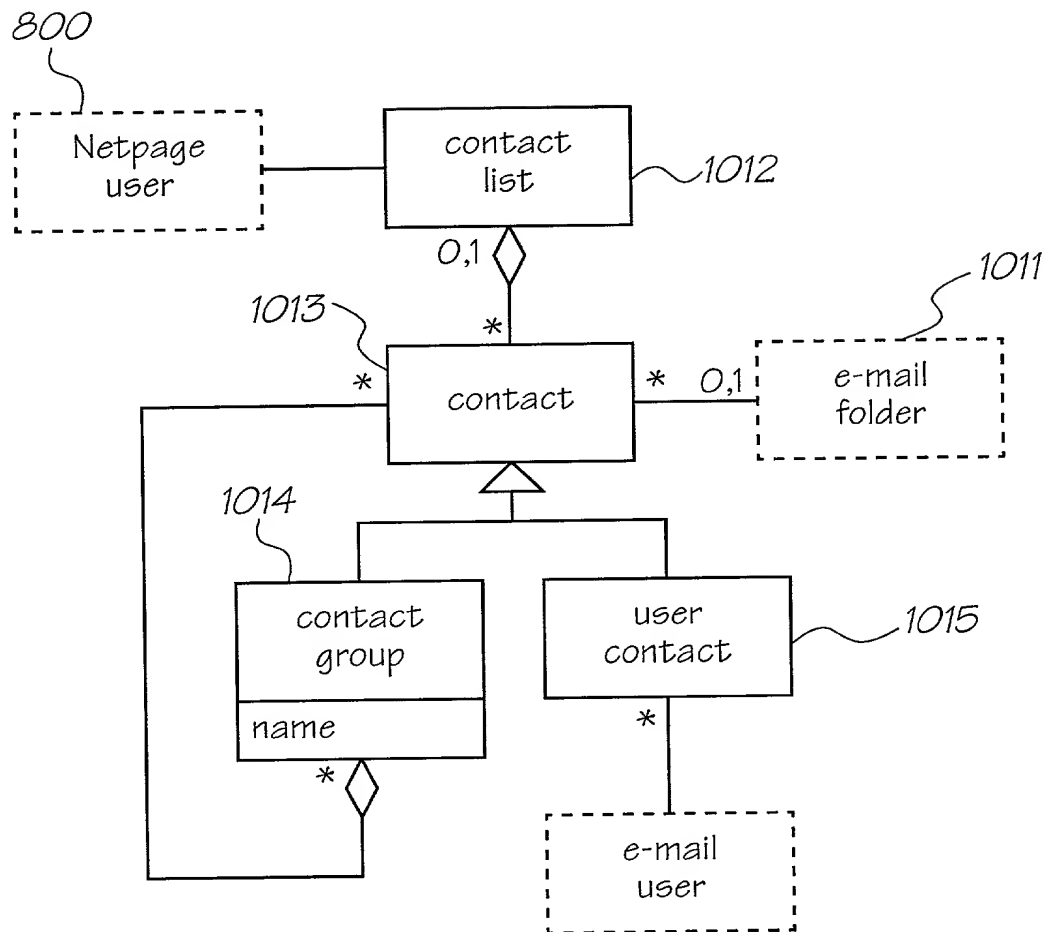 800
Netpage
user
contact
list
1012
0,1
*
1013
1011
*
contact
*
0,1
e-mail
folder
1014
contact
group
name
*
user
contact
1015
*
e-mail
user